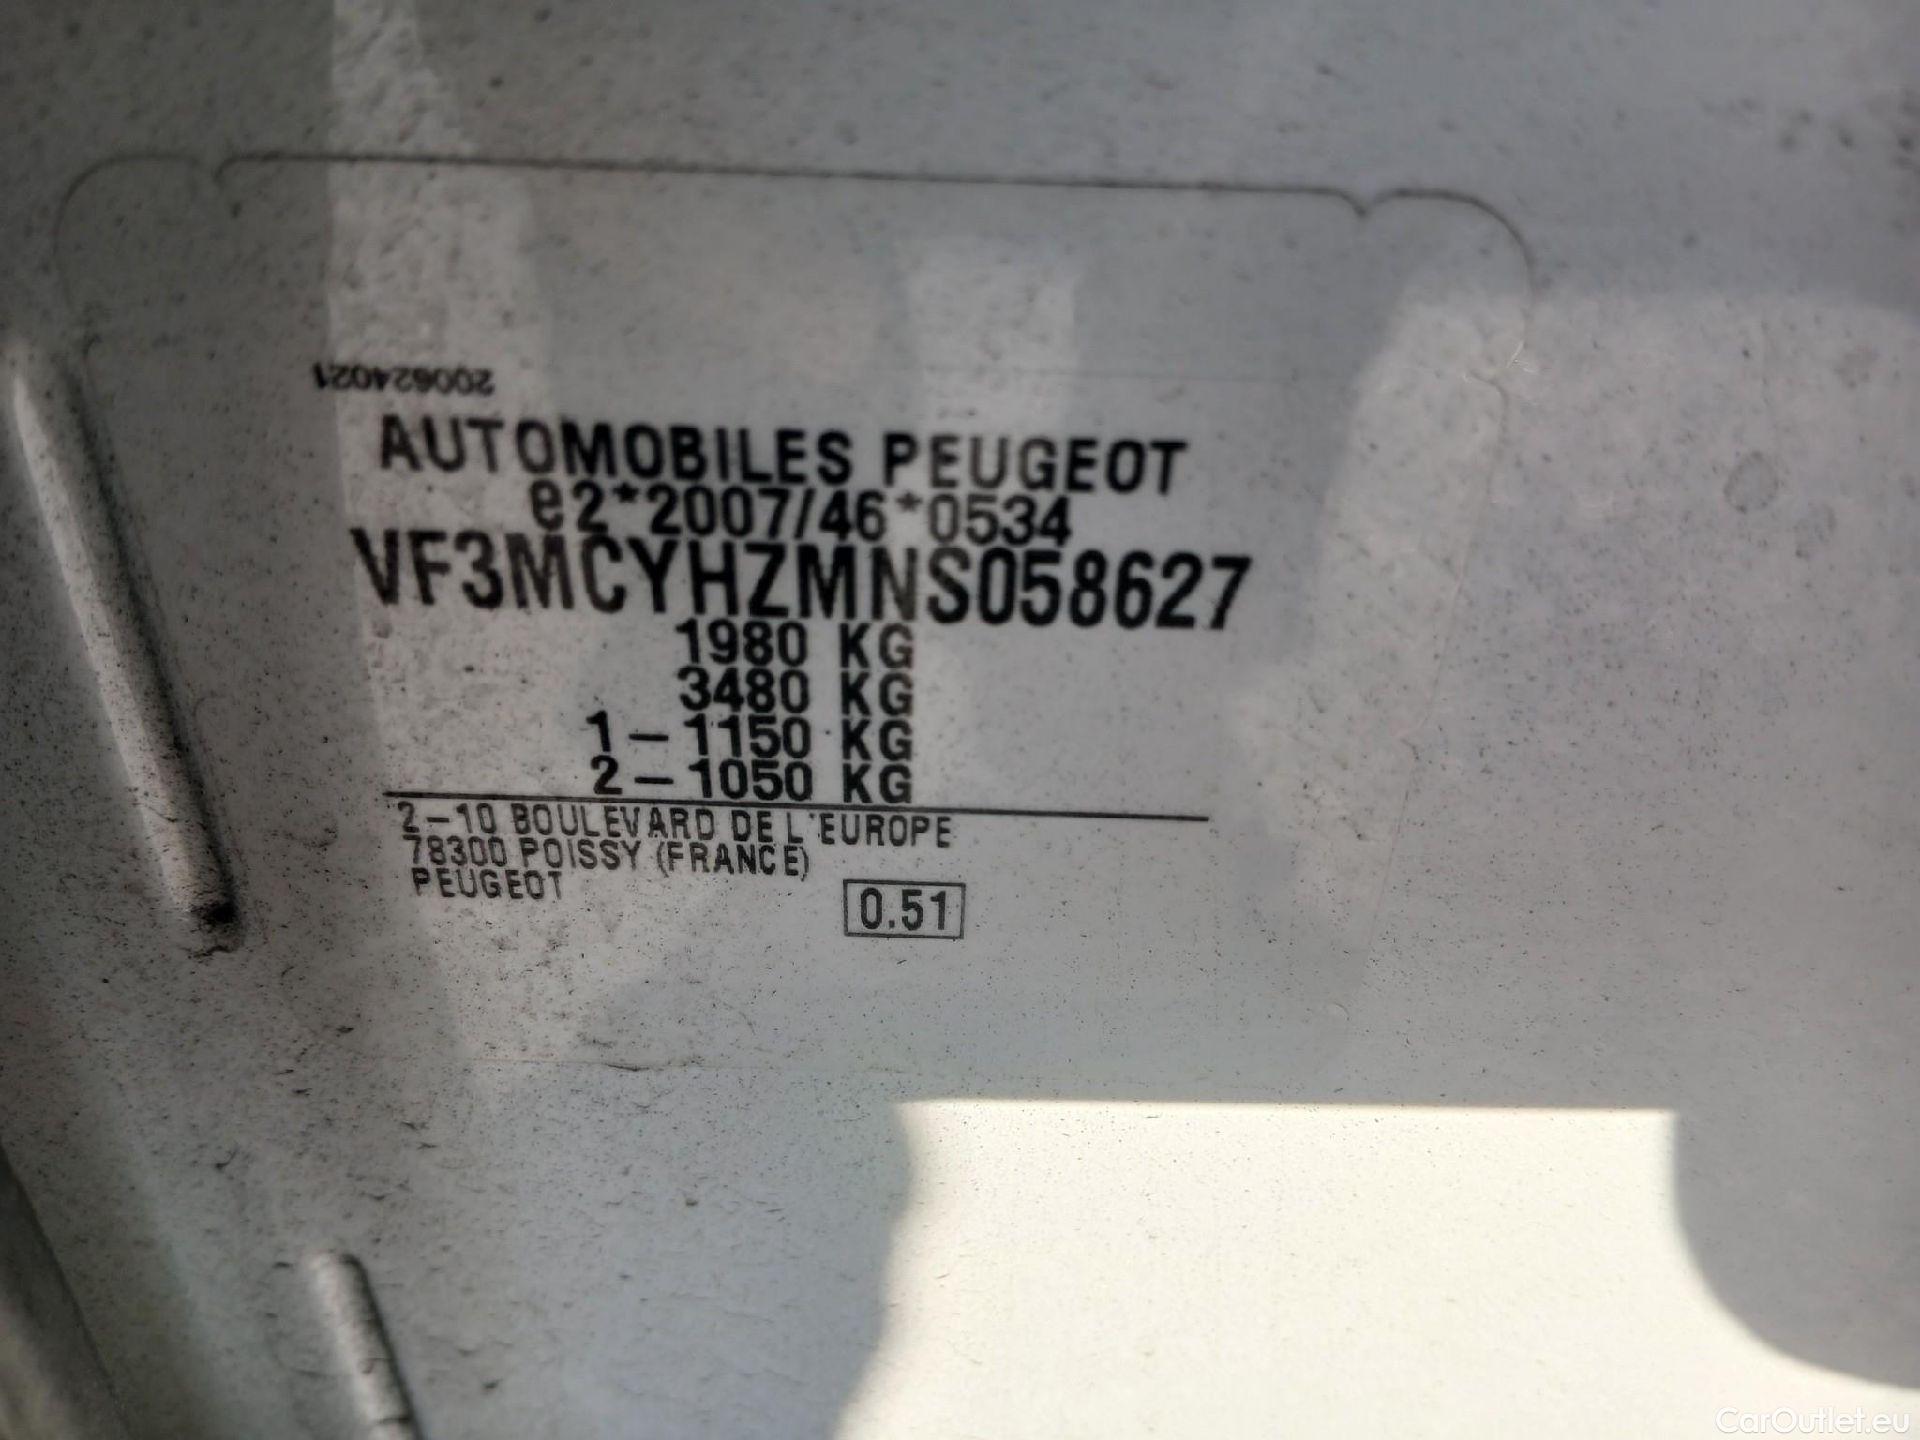 200624021
AUTOMOBILES PEUGEOT
e2*2007/46*0534
VF3MCYHZMNS058627
1980 KG
3480 KG
1-1150 KG
2-1050 KG
2-10 BOULEVARD DE L'EUROPE
78300 POISSY (FRANCE)
PEUGEOT
0.51
CarOutlet.eu